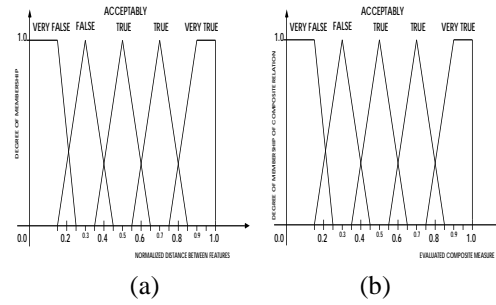 ACCEPTABLY
VERY FALSE FALSE TRUE TRUE VERY TRUE
1.0
DEGREE OF MEMBERSHIP
0.0 0.2 0.3 0.4 0.5 0.6 0.7 0.8 0.9 1.0
NORMALIZED DISTANCE BETWEEN FEATURES
(a)
ACCEPTABLY
VERY FALSE FALSE TRUE TRUE VERY TRUE
1.0
DEGREE OF MEMBERSHIP OF COMPOSITE RELATION
0.0 0.2 0.3 0.4 0.5 0.6 0.7 0.8 0.9 1.0
EVALUATED COMPOSITE MEASURE
(b)